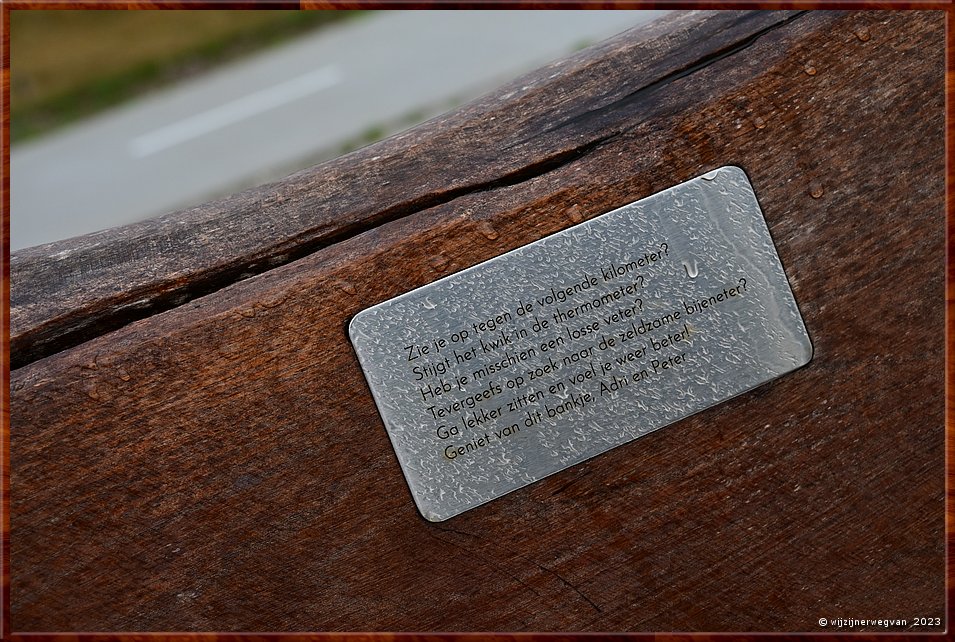 Zie je op tegen de volgende kilometer?
Stijgt het kwik in de thermometer?
Heb je misschien een losse veter?
Tevergeefs op zoek naar de zeldzame bijeneter?
Ga lekker zitten en voel je weer beter!
Geniet van dit bankje, Adri en Peter
© wijzijnerwegvan 2023